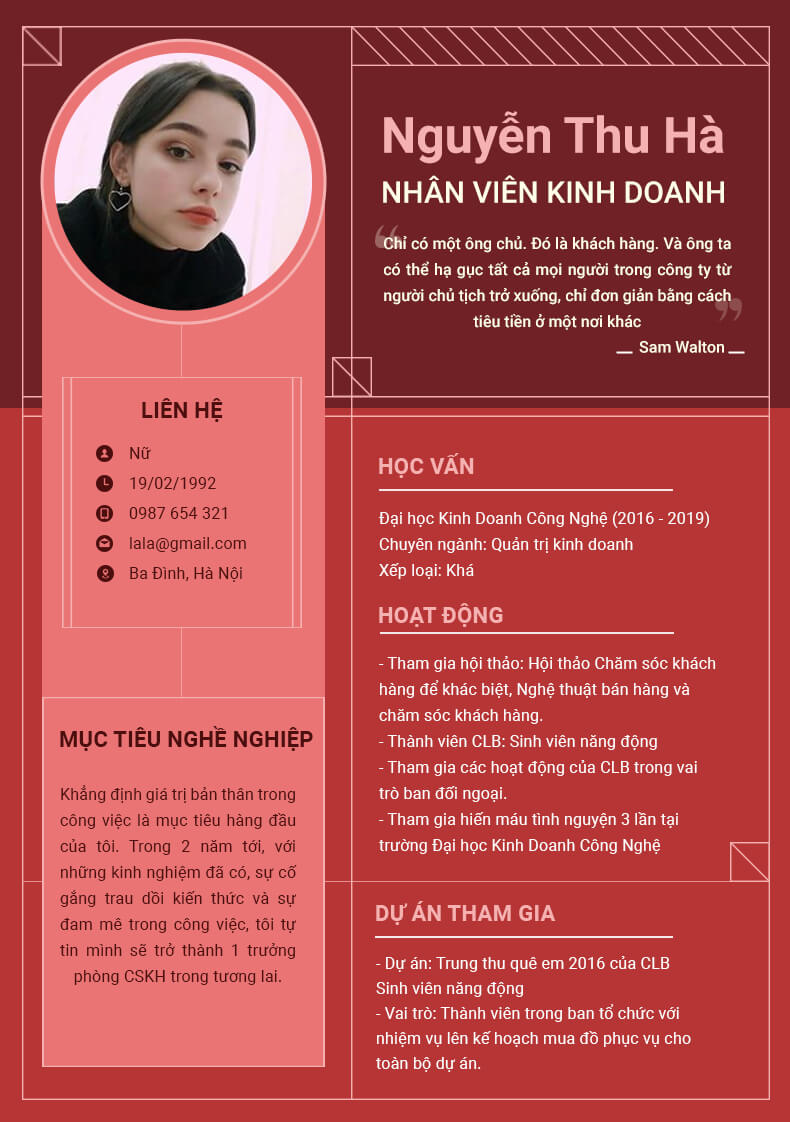 Nguyễn Thu Hà
NHÂN VIÊN KINH DOANH
“
Chỉ có một ông chủ. Đó là khách hàng. Và ông ta
có thể hạ gục tất cả mọi người trong công ty từ
người chủ tịch trở xuống, chỉ đơn giản bằng cách
tiêu tiền ở một nơi khác
”
__ Sam Walton __
LIÊN HỆ
Nữ
19/02/1992
0987 654 321
lala@gmail.com
Ba Đình, Hà Nội
MỤC TIÊU NGHỀ NGHIỆP
Khẳng định giá trị bản thân trong
công việc là mục tiêu hàng đầu
của tôi. Trong 2 năm tới, với
những kinh nghiệm đã có, sự cố
gắng trau dồi kiến thức và sự
đam mê trong công việc, tôi tự
tin mình sẽ trở thành 1 trưởng
phòng CSKH trong tương lai.
HỌC VẤN
Đại học Kinh Doanh Công Nghệ (2016 - 2019)
Chuyên ngành: Quản trị kinh doanh
Xếp loại: Khá
HOẠT ĐỘNG
- Tham gia hội thảo: Hội thảo Chăm sóc khách
hàng để khác biệt, Nghệ thuật bán hàng và
chăm sóc khách hàng.
- Thành viên CLB: Sinh viên năng động
- Tham gia các hoạt động của CLB trong vai
trò ban đối ngoại.
- Tham gia hiến máu tình nguyện 3 lần tại
trường Đại học Kinh Doanh Công Nghệ
DỰ ÁN THAM GIA
- Dự án: Trung thu quê em 2016 của CLB
Sinh viên năng động
- Vai trò: Thành viên trong ban tổ chức với
nhiệm vụ lên kế hoạch mua đồ phục vụ cho
toàn bộ dự án.